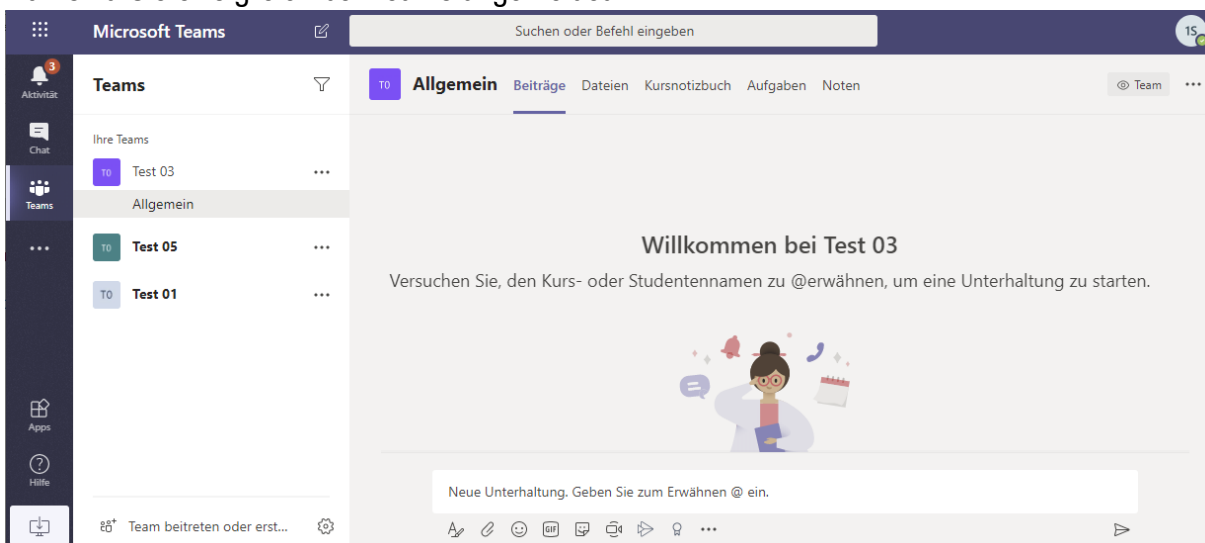 Microsoft Teams
Suchen oder Befehl eingeben
1S
3
Aktivität
Chat
Teams
Apps
Hilfe
Teams
Ihre Teams
T0 Test 03
Allgemein
T0 Test 05
T0 Test 01
Team beitreten oder erst...
T0 Allgemein Beiträge Dateien Kursnotizbuch Aufgaben Noten
Team
Willkommen bei Test 03
Versuchen Sie, den Kurs- oder Studentennamen zu @erwähnen, um eine Unterhaltung zu starten.
Neue Unterhaltung. Geben Sie zum Erwähnen @ ein.
GIF